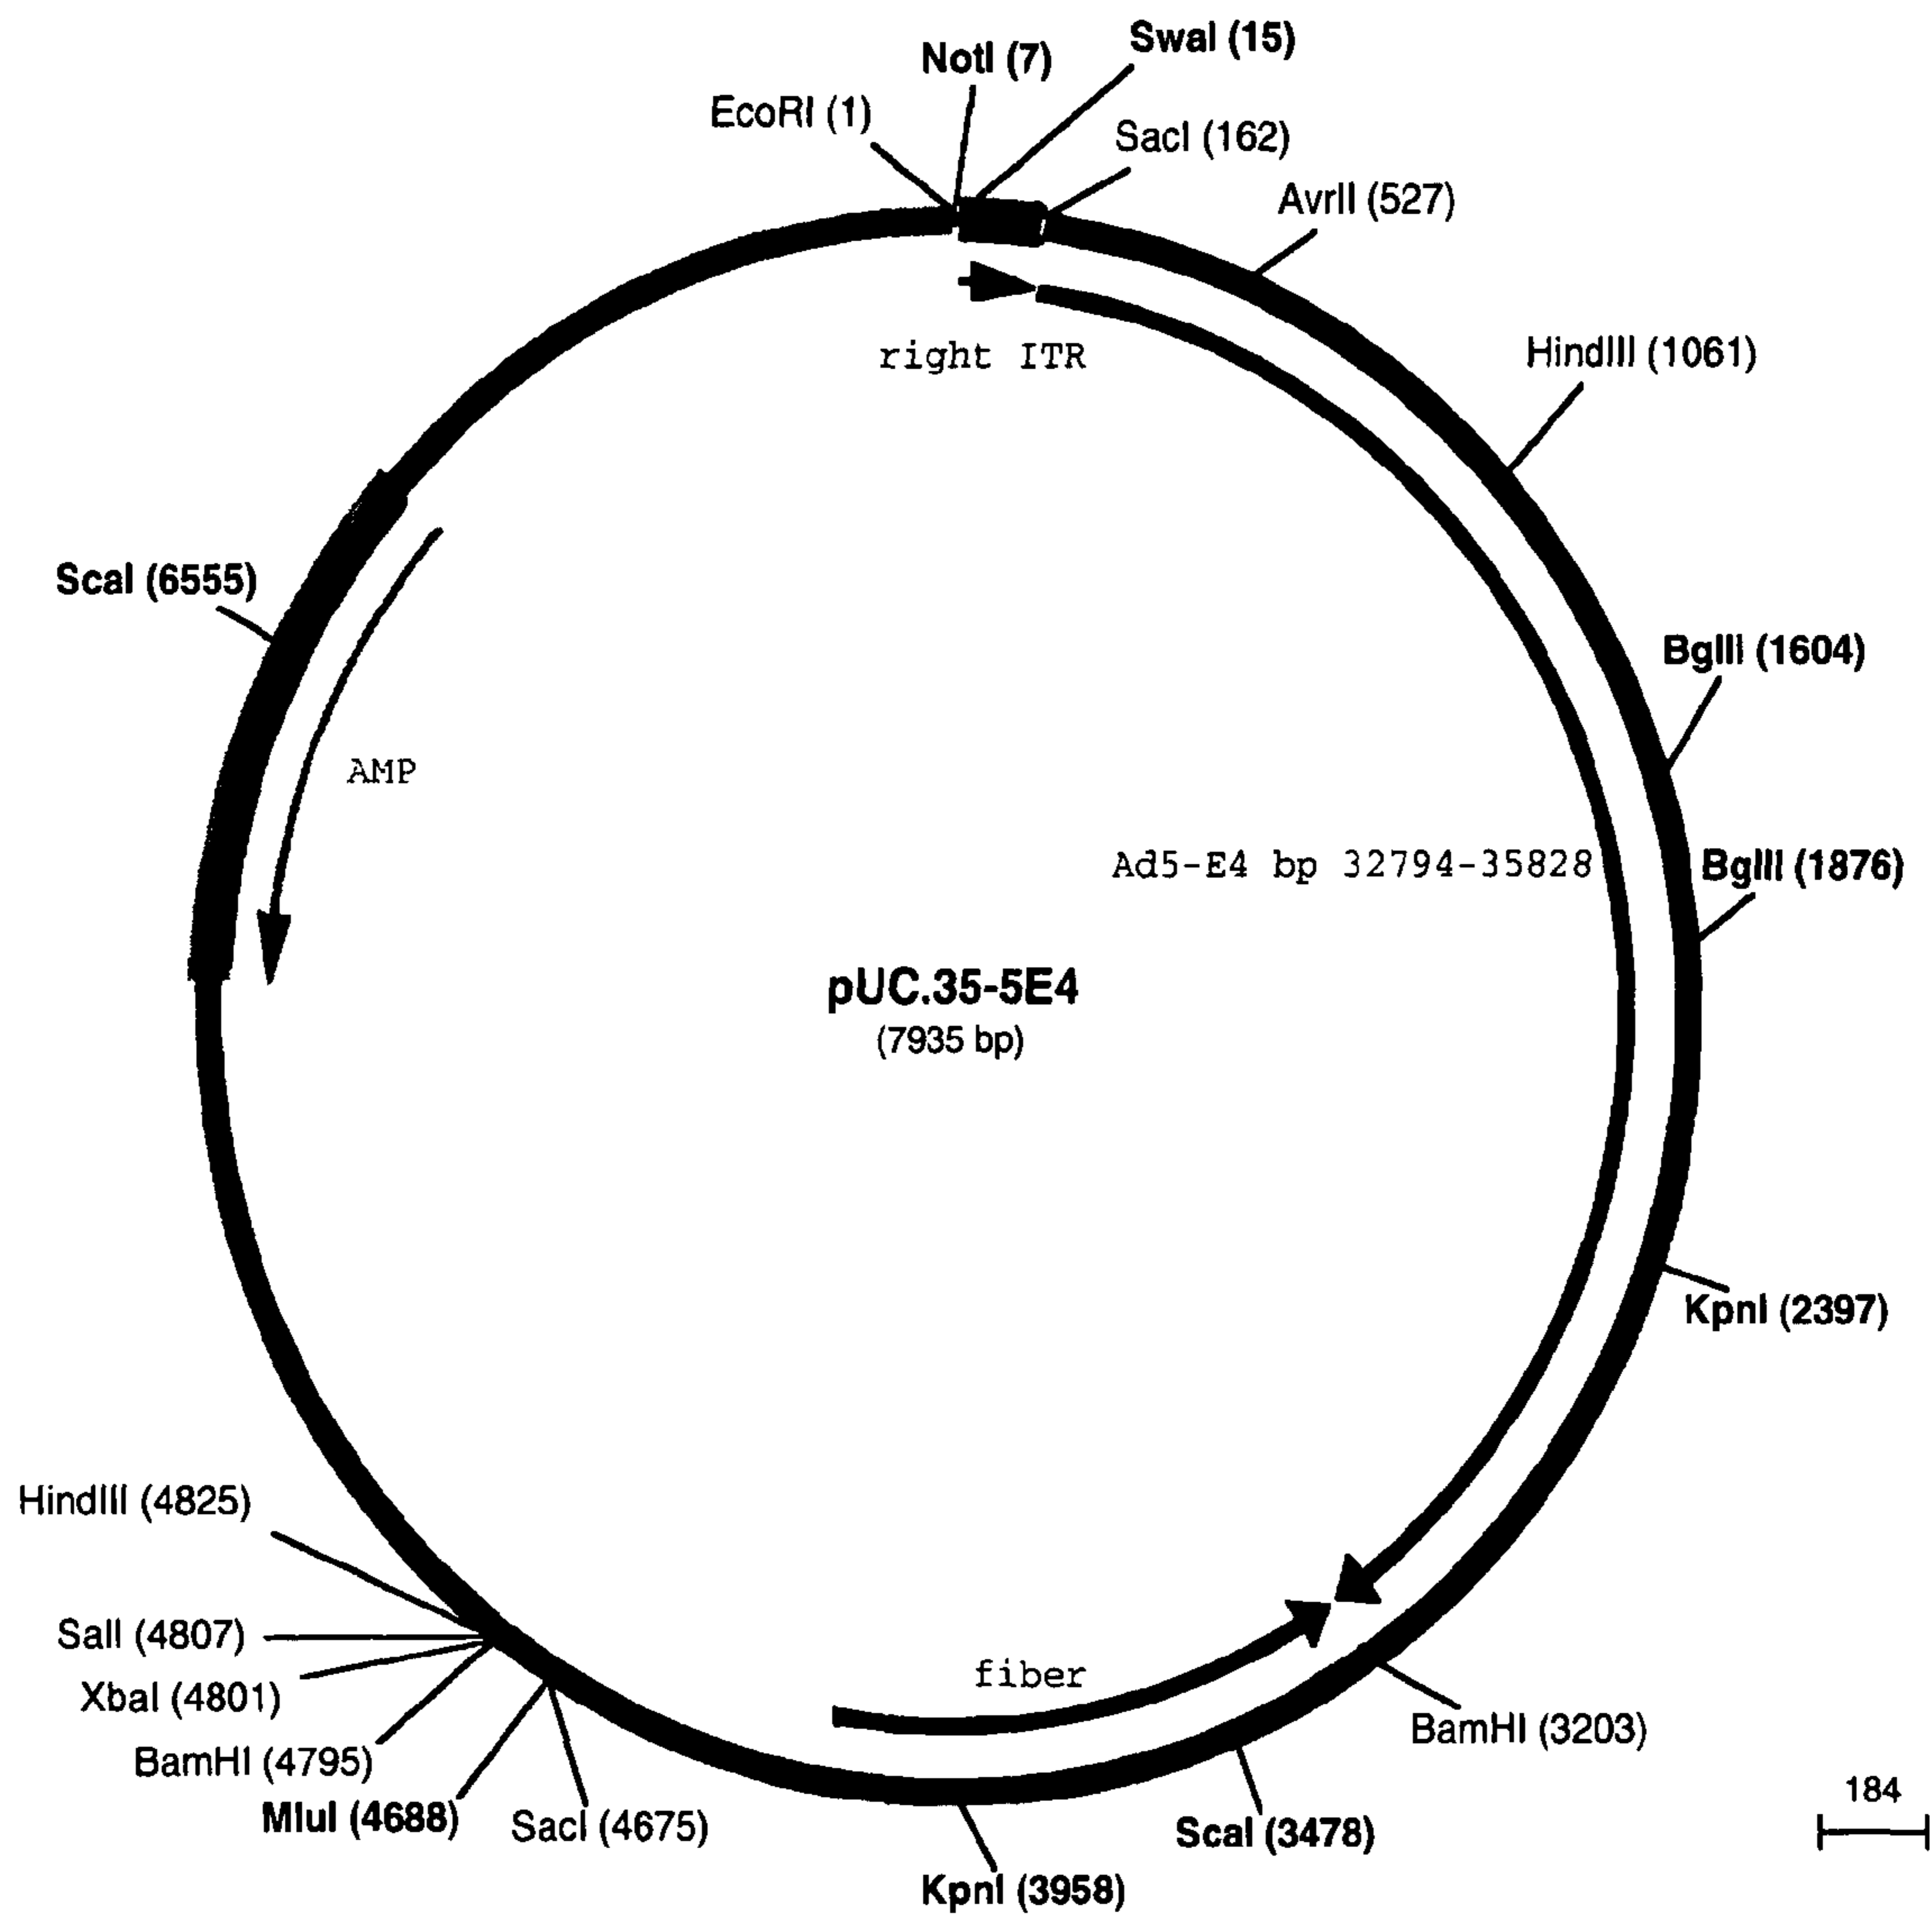 NotI (7)
SwaI (15)
EcoRI (1)
SacI (162)
AvrII (527)
right ITR
HindIII (1061)
ScaI (6555)
BglII (1604)
AMP
Ad5-E4 bp 32794-35828
BglII (1876)
pUC.35-5E4
(7935 bp)
KpnI (2397)
HindIII (4825)
SalI (4807)
fiber
XbaI (4801)
BamHI (3203)
BamHI (4795)
184
MluI (4688)
SacI (4675)
ScaI (3478)
KpnI (3958)